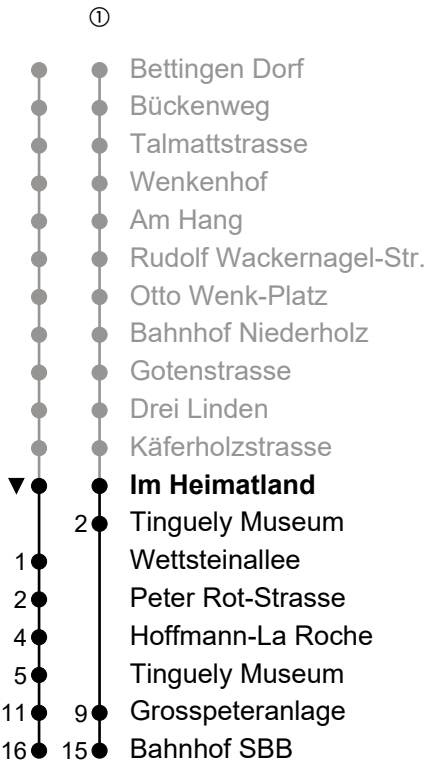 ①
Bettingen Dorf
Bückenweg
Talmattstrasse
Wenkenhof
Am Hang
Rudolf Wackernagel-Str.
Otto Wenk-Platz
Bahnhof Niederholz
Gotenstrasse
Drei Linden
Käferholzstrasse
▼ Im Heimatland
2 Tinguely Museum
1 Wettsteinallee
2 Peter Rot-Strasse
4 Hoffmann-La Roche
5 Tinguely Museum
11 9 Grosspeteranlage
16 15 Bahnhof SBB